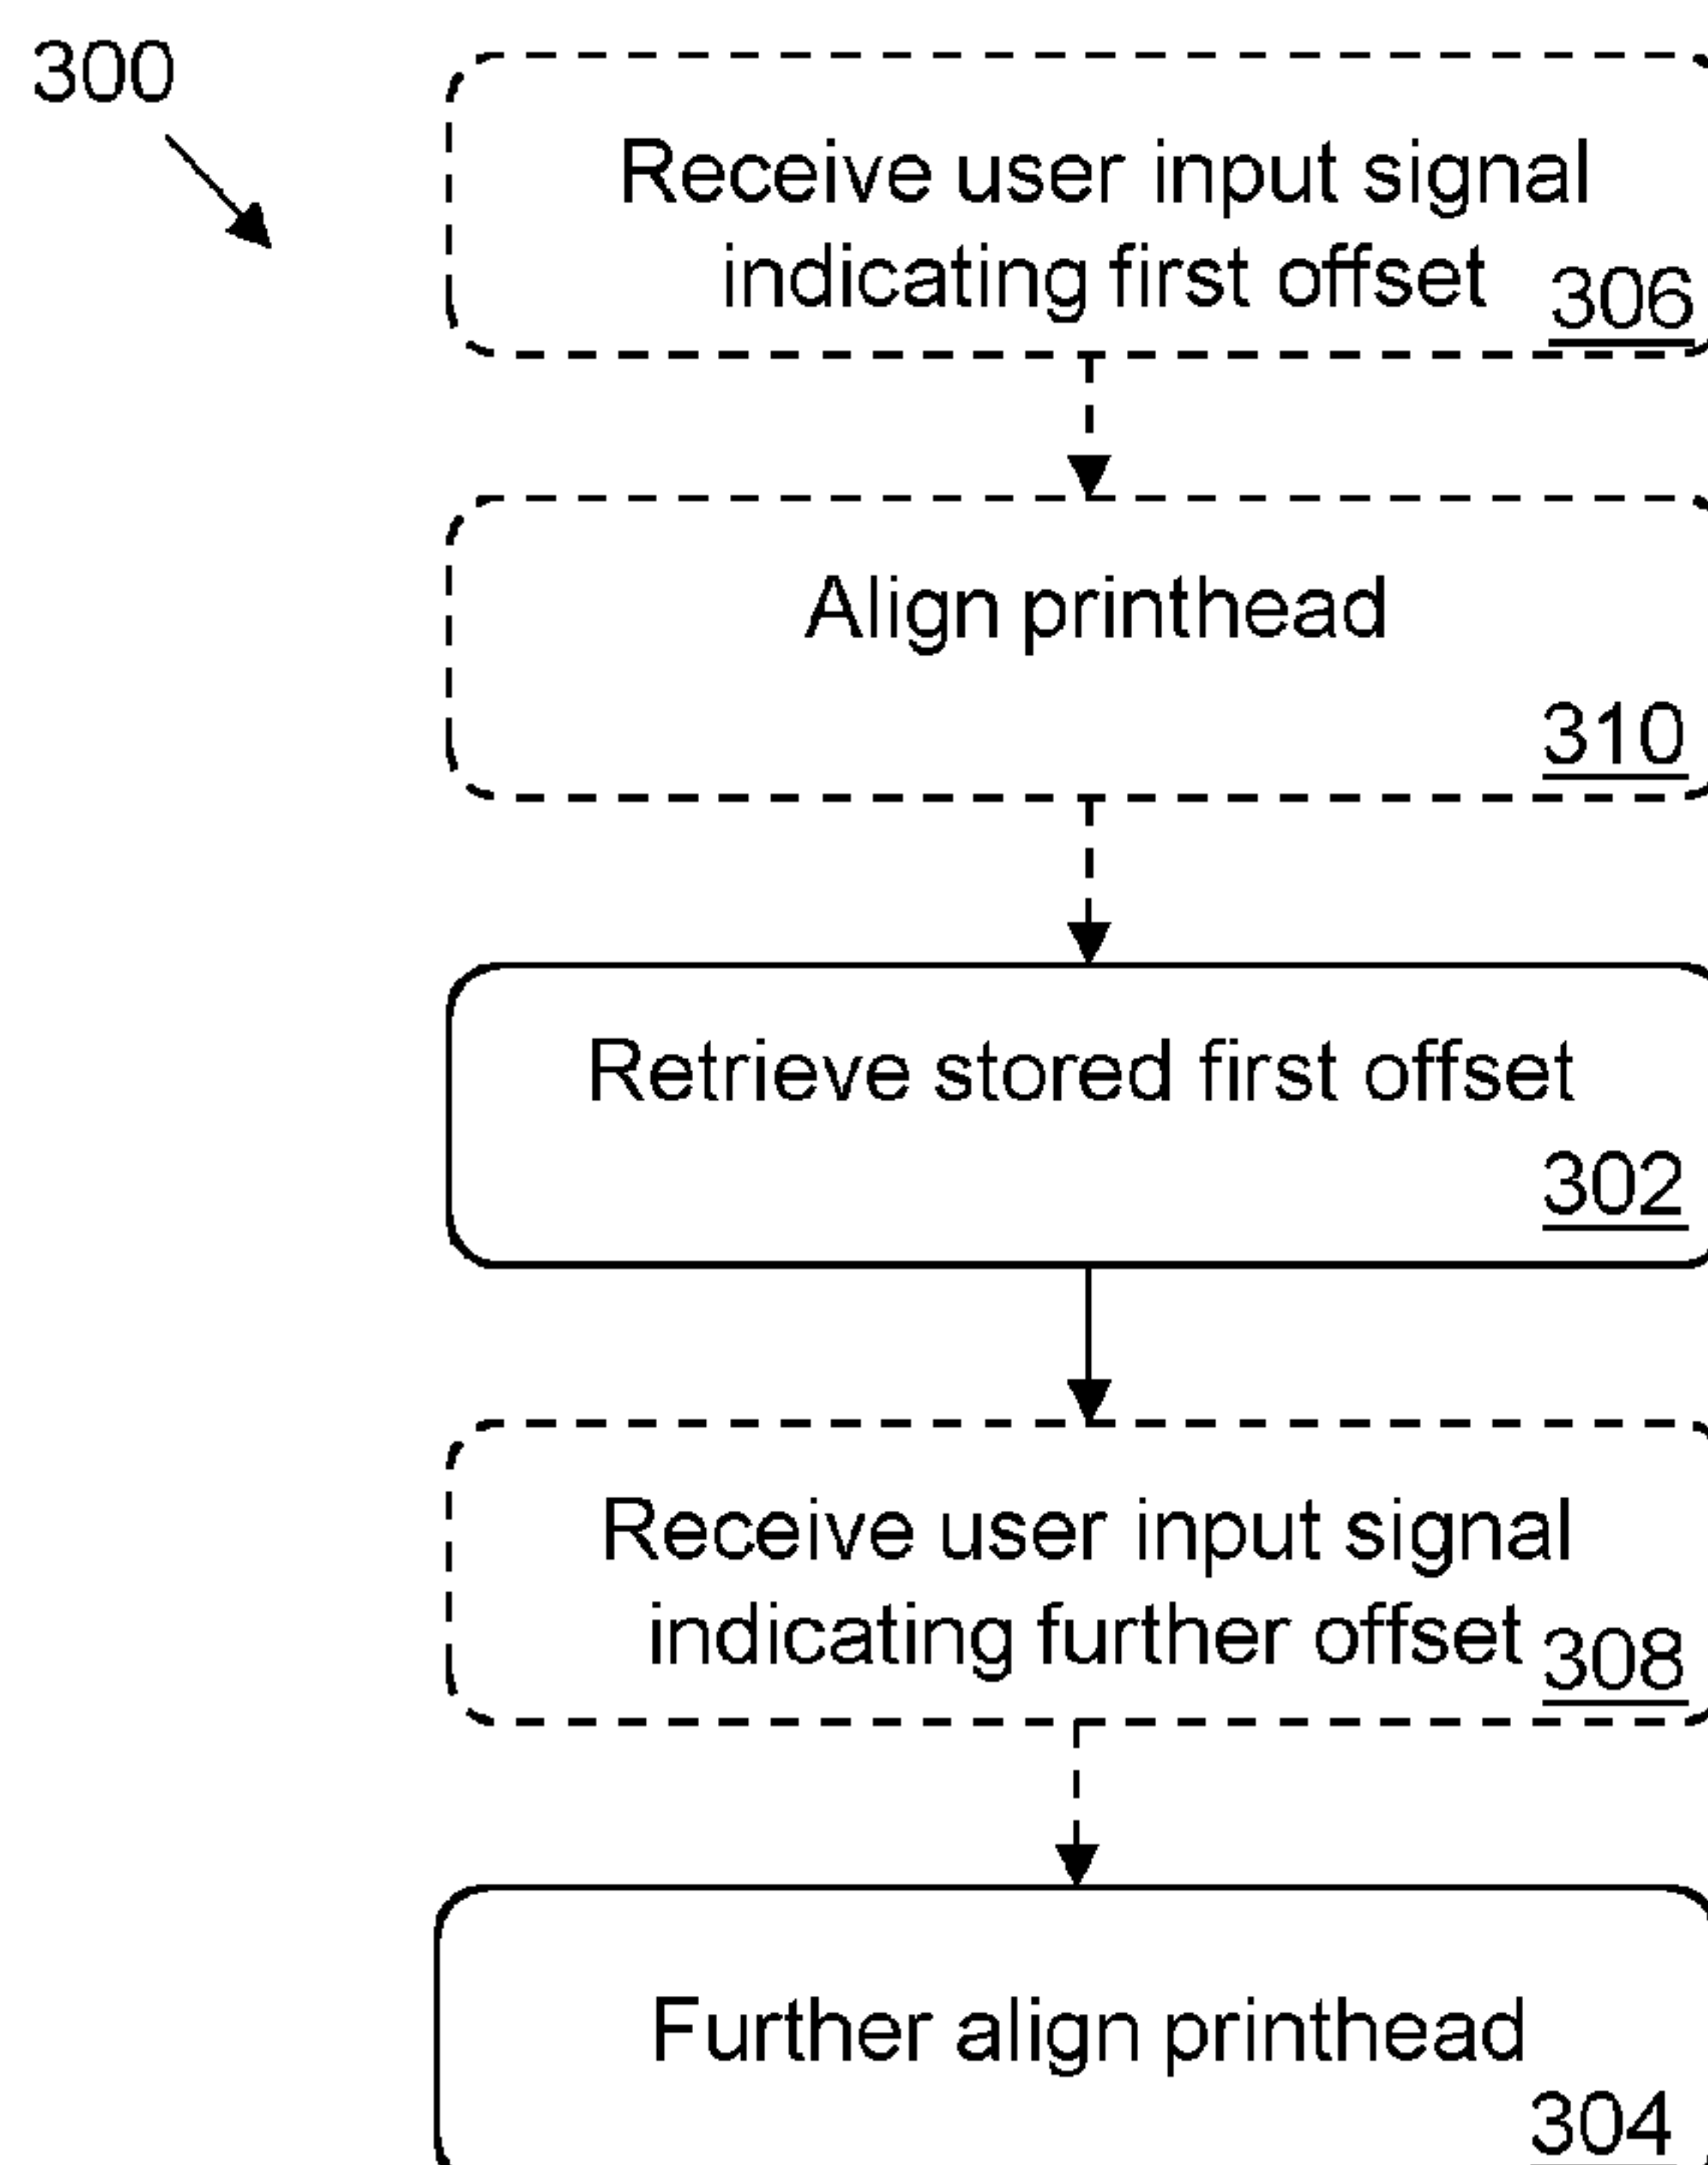 300
Receive user input signal
indicating first offset
306
Align printhead
310
Retrieve stored first offset
302
Receive user input signal
indicating further offset
308
Further align printhead
304